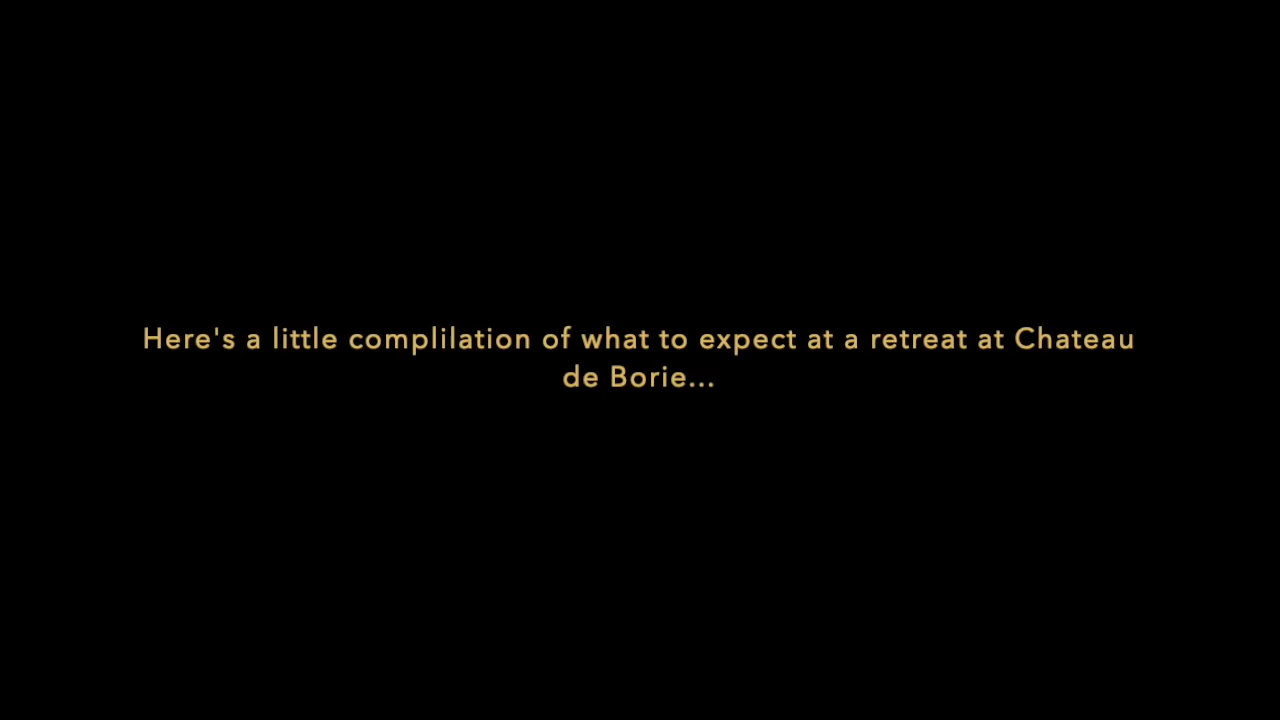 Here's a little complilation of what to expect at a retreat at Chateau
de Borie...